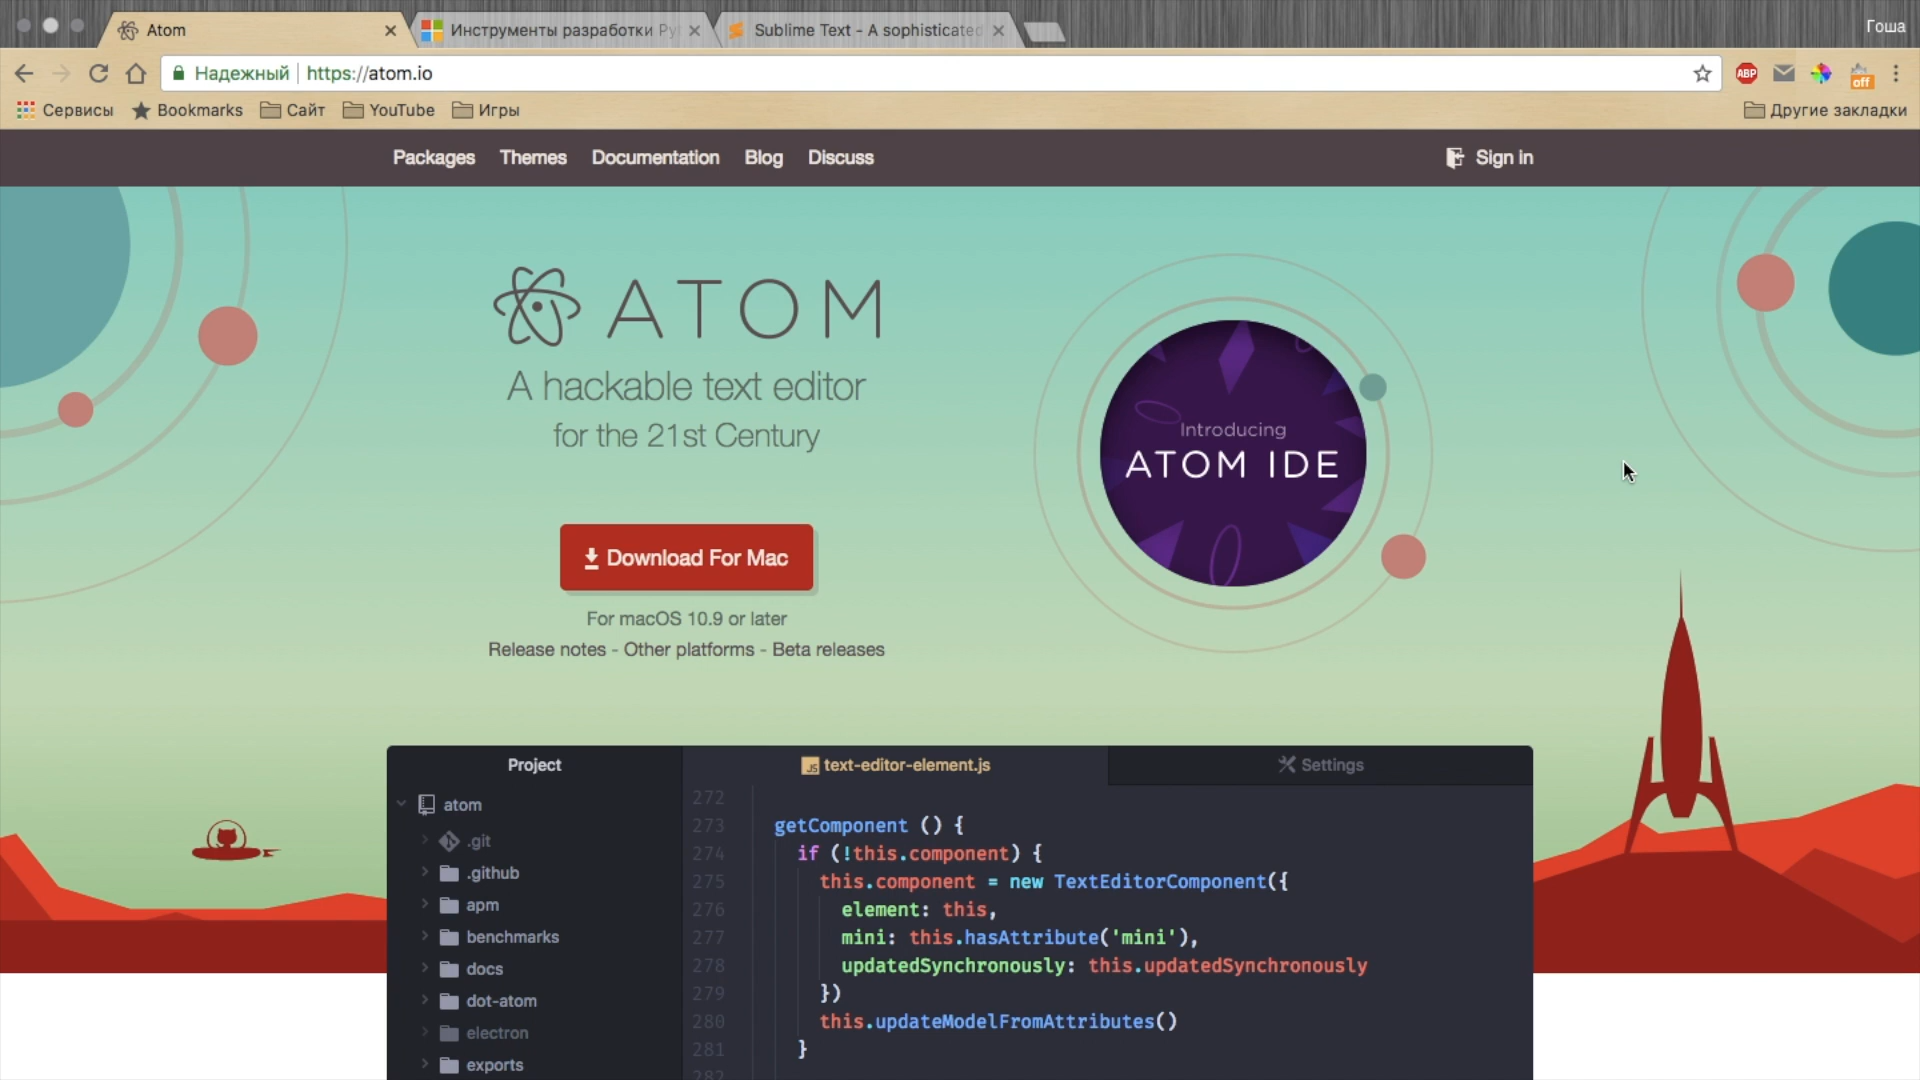 Atom
Инструменты разработки Py
Sublime Text - A sophisticated
Гоша
Надежный
https://atom.io
ABP
off
Сервисы
Bookmarks
Сайт
YouTube
Игры
Другие закладки
Packages
Themes
Documentation
Blog
Discuss
Sign in
ATOM
A hackable text editor
for the 21st Century
Introducing
ATOM IDE
Download For Mac
For macOS 10.9 or later
Release notes - Other platforms - Beta releases
Project
JS text-editor-element.js
Settings
atom
.git
.github
apm
benchmarks
docs
dot-atom
electron
exports
272
273 getComponent () {
274 if (!this.component) {
275 this.component = new TextEditorComponent({
276 element: this,
277 mini: this.hasAttribute('mini'),
278 updatedSynchronously: this.updatedSynchronously
279 })
280 this.updateModelFromAttributes()
281 }
282